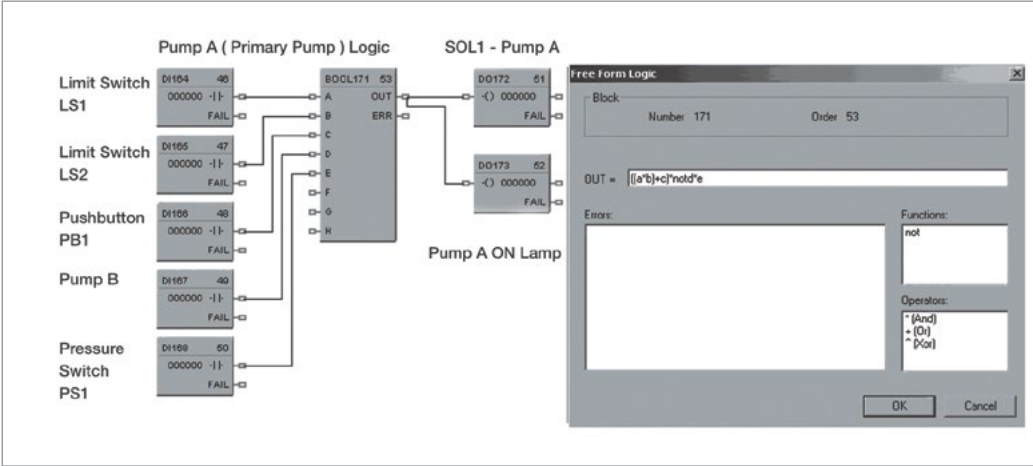 Pump A ( Primary Pump ) Logic
SOL1 - Pump A
Limit Switch
LS1
DI164 46
000000 -| |-
FAIL
Limit Switch
LS2
DI165 47
000000 -| |-
FAIL
Pushbutton
PB1
DI166 48
000000 -| |-
FAIL
Pump B
DI167 49
000000 -| |-
FAIL
Pressure
Switch
PS1
DI168 50
000000 -| |-
FAIL
BOOL171 53
A OUT
B ERR
C
D
E
F
G
H
DO172 51
-() 000000
FAIL
DO173 52
-() 000000
FAIL
Pump A ON Lamp
Free Form Logic
Block
Number 171 Order 53
OUT = ((a*b)+c)*notd*e
Errors:
Functions:
not
Operators:
* (And)
+ (Or)
^ (Xor)
OK Cancel